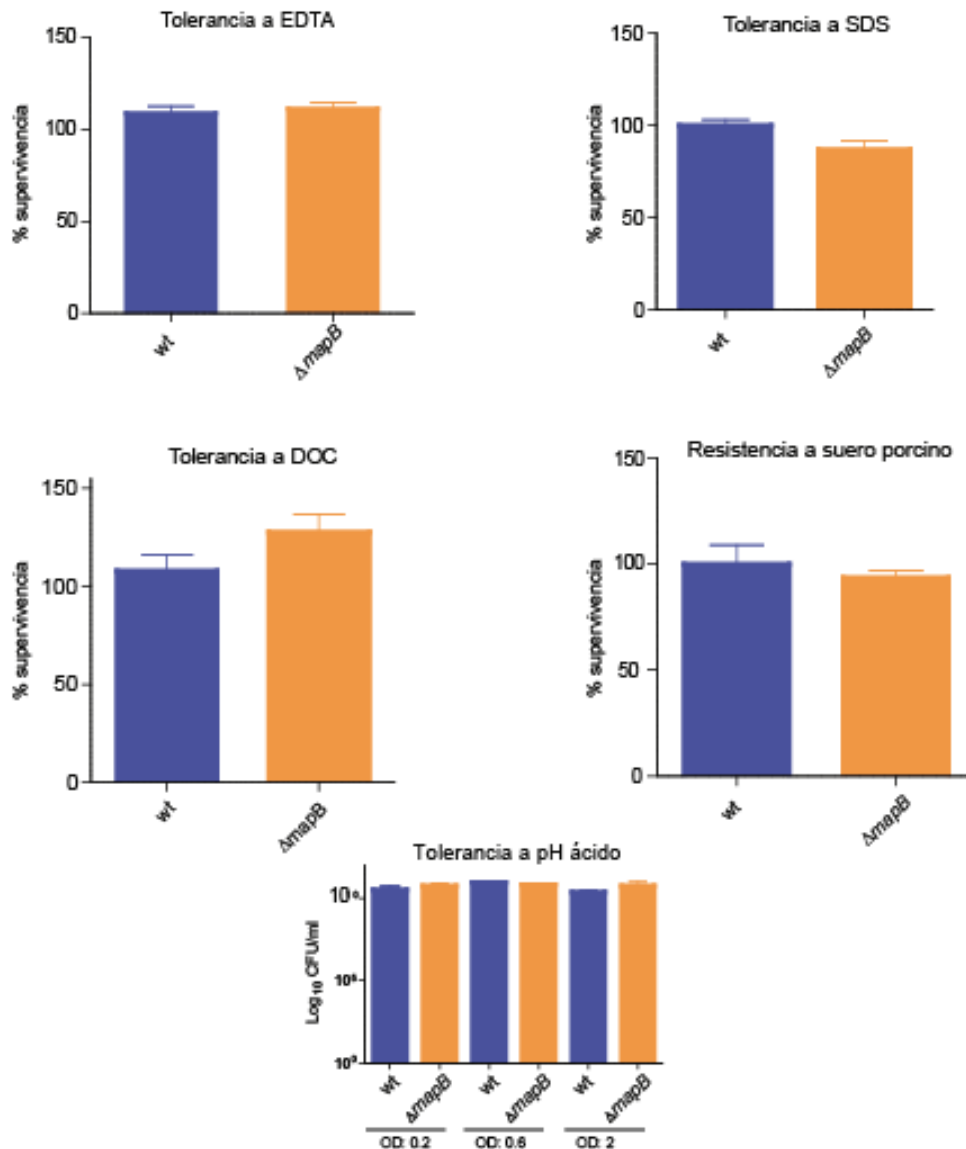 Tolerancia a EDTA
150
100
50
0
% supervivencia
wt
ΔmapB
Tolerancia a SDS
150
100
50
0
% supervivencia
wt
ΔmapB
Tolerancia a DOC
150
100
50
0
% supervivencia
wt
ΔmapB
Resistencia a suero porcino
150
100
50
0
% supervivencia
wt
ΔmapB
Tolerancia a pH ácido
Log10 CFU/ml
wt
ΔmapB
wt
ΔmapB
wt
ΔmapB
OD: 0.2
OD: 0.6
OD: 2